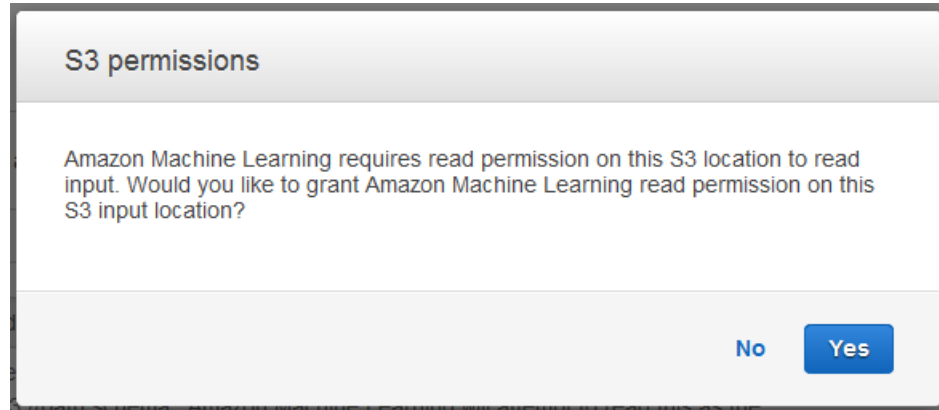 S3 permissions
Amazon Machine Learning requires read permission on this S3 location to read
input. Would you like to grant Amazon Machine Learning read permission on this
S3 input location?
No
Yes